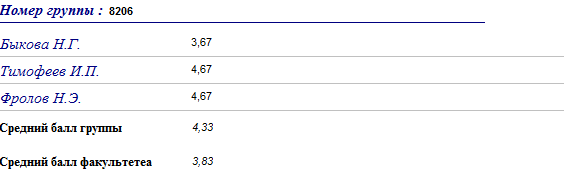 Номер группы : 8206
Быкова Н.Г. 3,67
Тимофеев И.П. 4,67
Фролов Н.Э. 4,67
Средний балл группы 4,33
Средний балл факультетеа 3,83